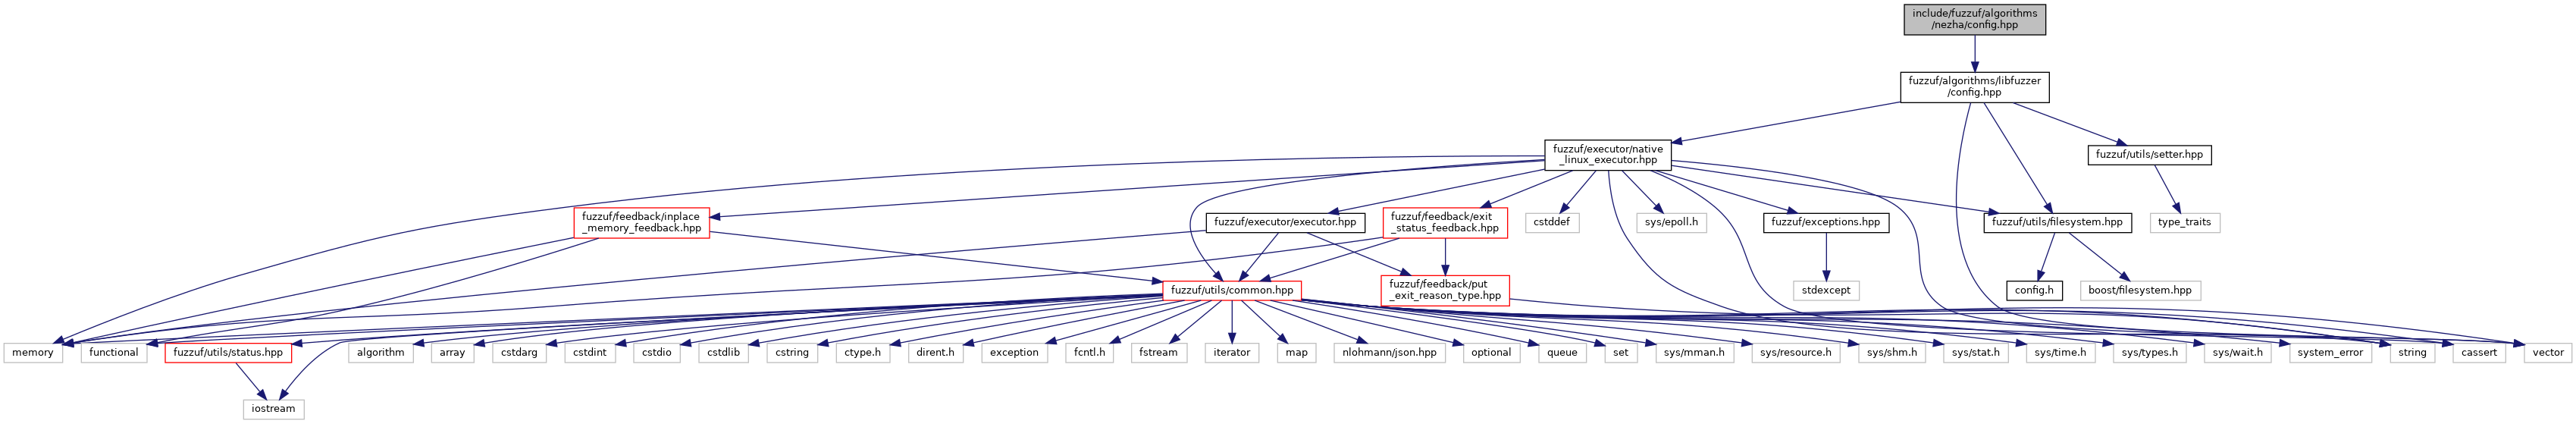 include/fuzzuf/algorithms
/nezha/config.hpp
fuzzuf/algorithms/libfuzzer
/config.hpp
fuzzuf/executor/native
_linux_executor.hpp
fuzzuf/utils/setter.hpp
fuzzuf/feedback/inplace
_memory_feedback.hpp
fuzzuf/executor/executor.hpp
fuzzuf/feedback/exit
_status_feedback.hpp
cstddef
sys/epoll.h
fuzzuf/exceptions.hpp
fuzzuf/utils/filesystem.hpp
type_traits
fuzzuf/utils/common.hpp
fuzzuf/feedback/put
_exit_reason_type.hpp
stdexcept
config.h
boost/filesystem.hpp
memory
functional
fuzzuf/utils/status.hpp
algorithm
array
cstdarg
cstdint
cstdio
cstdlib
cstring
ctype.h
dirent.h
exception
fcntl.h
fstream
iterator
map
nlohmann/json.hpp
optional
queue
set
sys/mman.h
sys/resource.h
sys/shm.h
sys/stat.h
sys/time.h
sys/types.h
sys/wait.h
system_error
string
cassert
vector
iostream